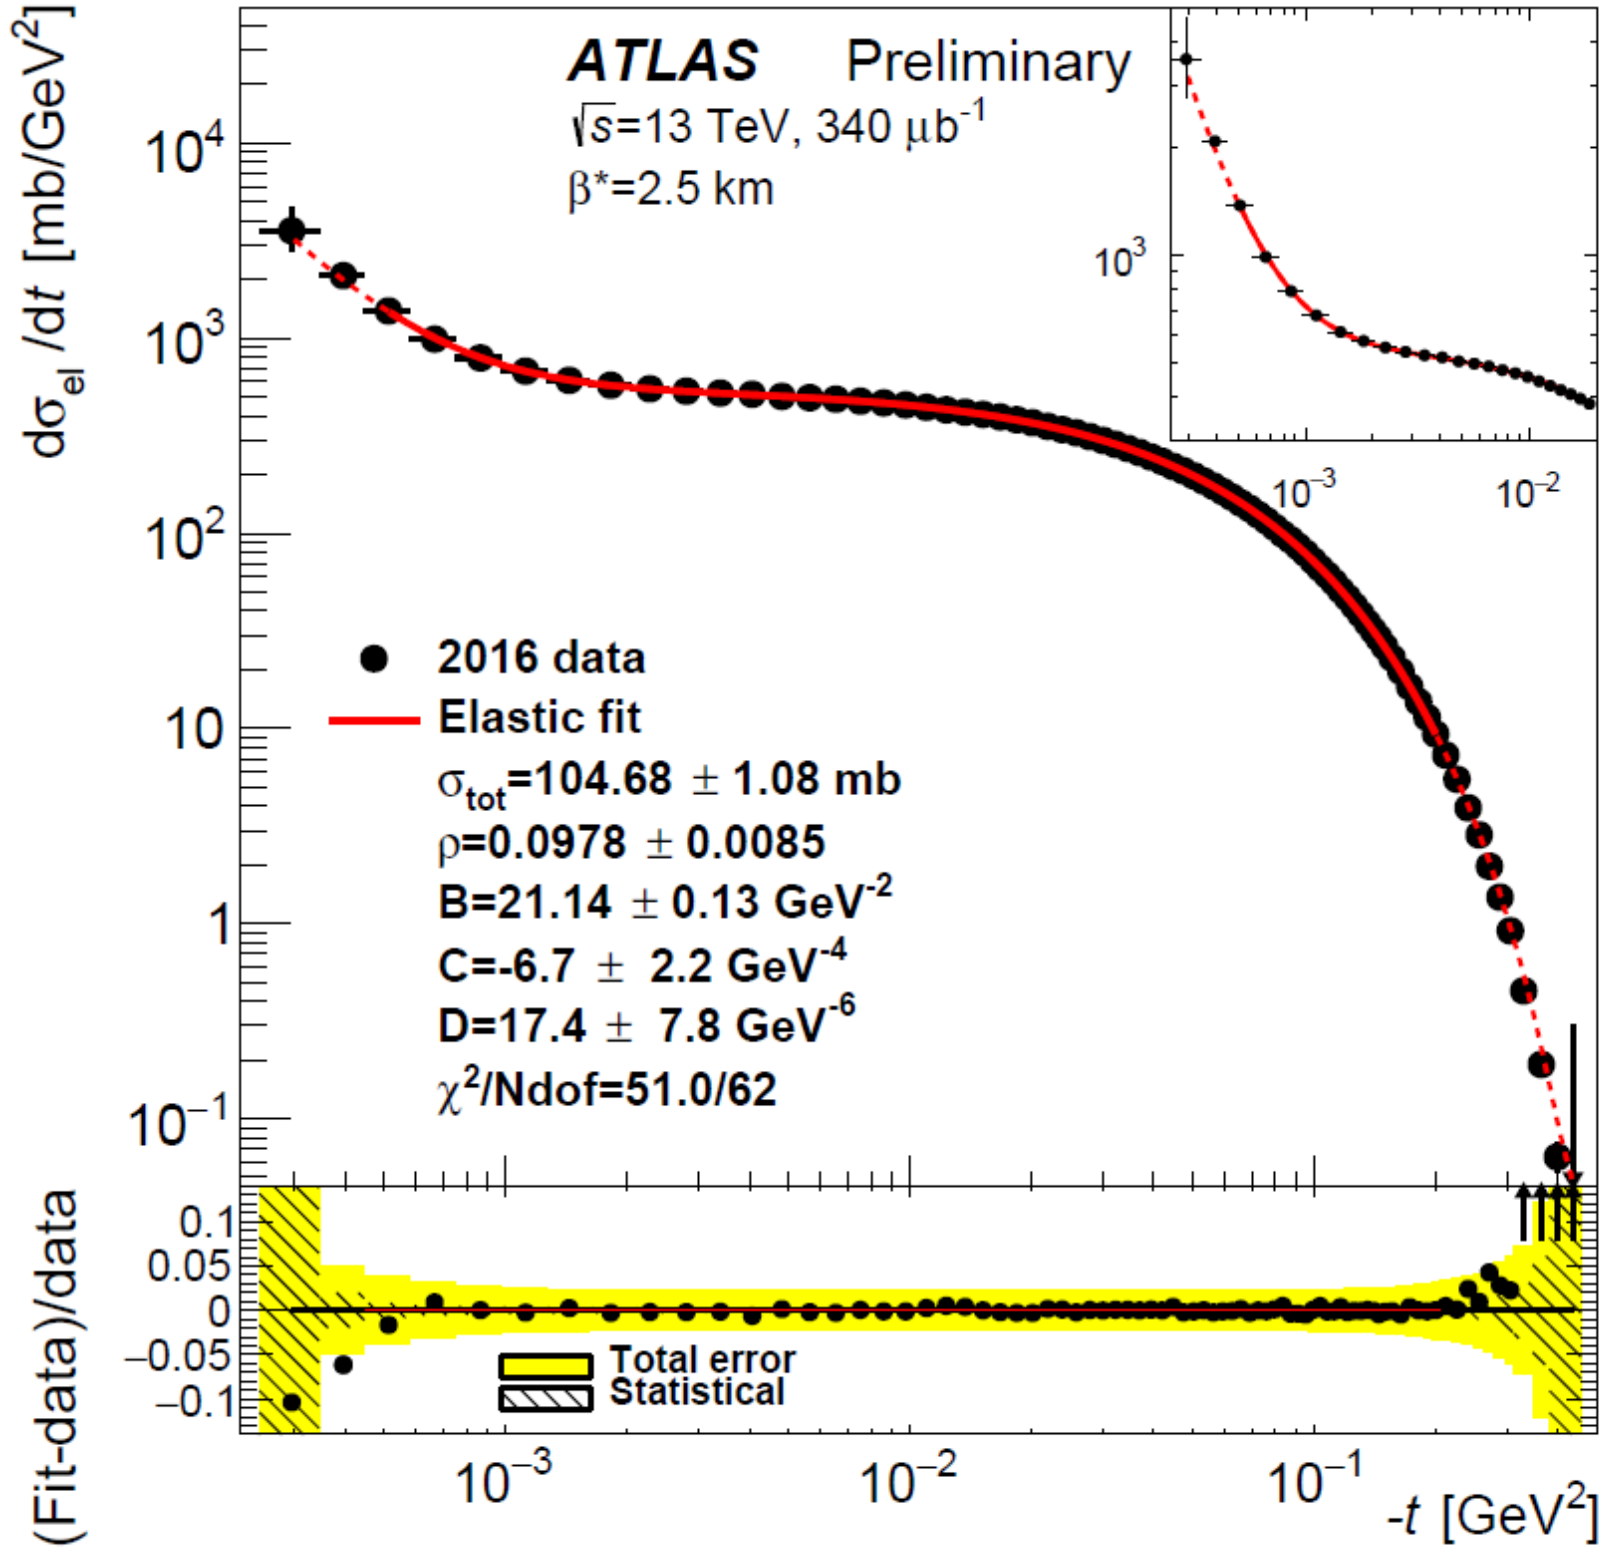 dσ_el /dt [mb/GeV²]
ATLAS Preliminary
√s=13 TeV, 340 μb⁻¹
β*=2.5 km
10⁴
10³
10²
10
1
10⁻¹
10³
10⁻³ 10⁻²
2016 data
Elastic fit
σ_tot=104.68 ± 1.08 mb
ρ=0.0978 ± 0.0085
B=21.14 ± 0.13 GeV⁻²
C=-6.7 ± 2.2 GeV⁻⁴
D=17.4 ± 7.8 GeV⁻⁶
χ²/Ndof=51.0/62
(Fit-data)/data
0.1
0.05
0
−0.05
−0.1
Total error
Statistical
10⁻³ 10⁻² 10⁻¹
-t [GeV²]